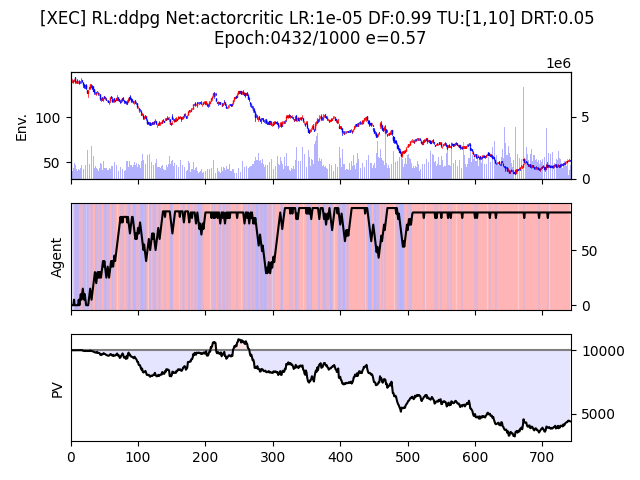 [XEC] RL:ddpg Net:actorcritic LR:1e-05 DF:0.99 TU:[1,10] DRT:0.05
Epoch:0432/1000 e=0.57
1e6
Env.
100
50
5
0
Agent
50
0
PV
10000
5000
0 100 200 300 400 500 600 700